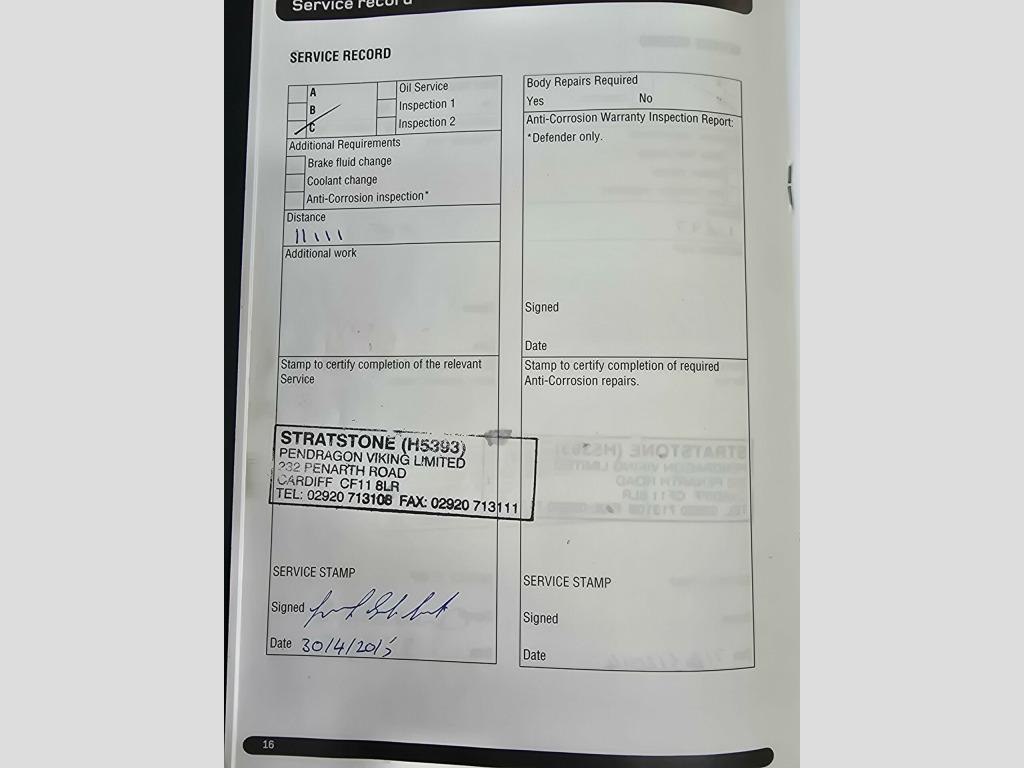 Service record
SERVICE RECORD
A
B
C
Oil Service
Inspection 1
Inspection 2
Additional Requirements
Brake fluid change
Coolant change
Anti-Corrosion inspection*
Distance
11111
Additional work
Stamp to certify completion of the relevant
Service
STRATSTONE (H5393)
PENDRAGON VIKING LIMITED
232 PENARTH ROAD
CARDIFF CF11 8LR
TEL: 02920 713108 FAX: 02920 713111
SERVICE STAMP
Signed
Date 30/4/2015
Body Repairs Required
Yes No
Anti-Corrosion Warranty Inspection Report:
*Defender only.
Signed
Date
Stamp to certify completion of required
Anti-Corrosion repairs.
SERVICE STAMP
Signed
Date
16